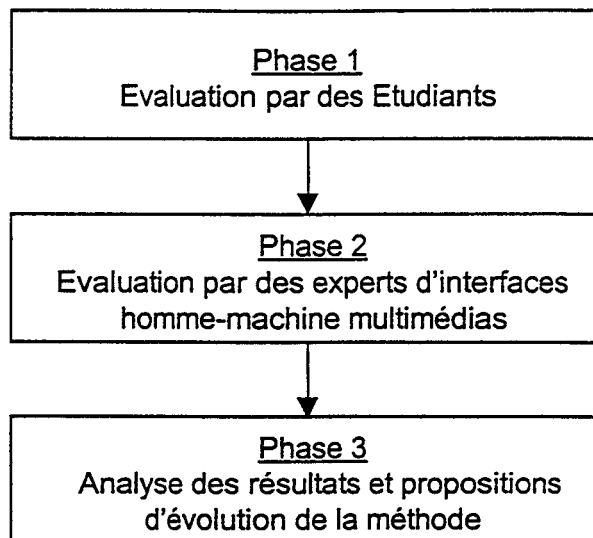 Phase 1
Evaluation par des Etudiants
Phase 2
Evaluation par des experts d'interfaces
homme-machine multimédias
Phase 3
Analyse des résultats et propositions
d'évolution de la méthode